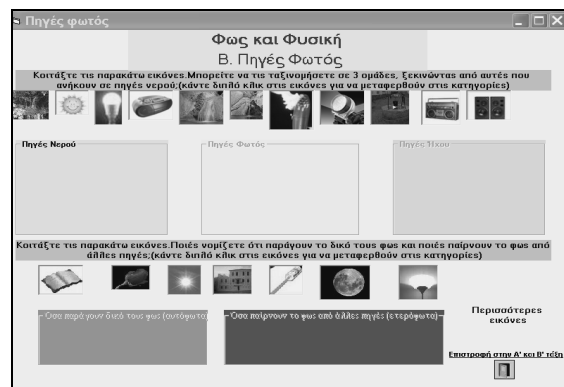 Πηγές φωτός
Φως και Φυσική
Β. Πηγές Φωτός
Κοιτάξτε τις παρακάτω εικόνες.Μπορείτε να τις ταξινομήσετε σε 3 ομάδες, ξεκινώντας από αυτές που
ανήκουν σε πηγές νερού;(κάντε διπλό κλικ στις εικόνες για να μεταφερθούν στις κατηγορίες)
Πηγές Νερού
Πηγές Φωτός
Πηγές Ήχου
Κοιτάξτε τις παρακάτω εικόνες.Ποιές νομίζετε ότι παράγουν το δικό τους φως και ποιές παίρνουν το φως από
άλλες πηγές;(κάντε διπλό κλικ στις εικόνες για να μεταφερθούν στις κατηγορίες)
Όσα παράγουν δικό τους φως (αυτόφωτα)
Όσα παίρνουν το φως από άλλες πηγές (ετερόφωτα)
Περισσότερες
εικόνες
Επιστροφή στην Α' και Β' τάξη